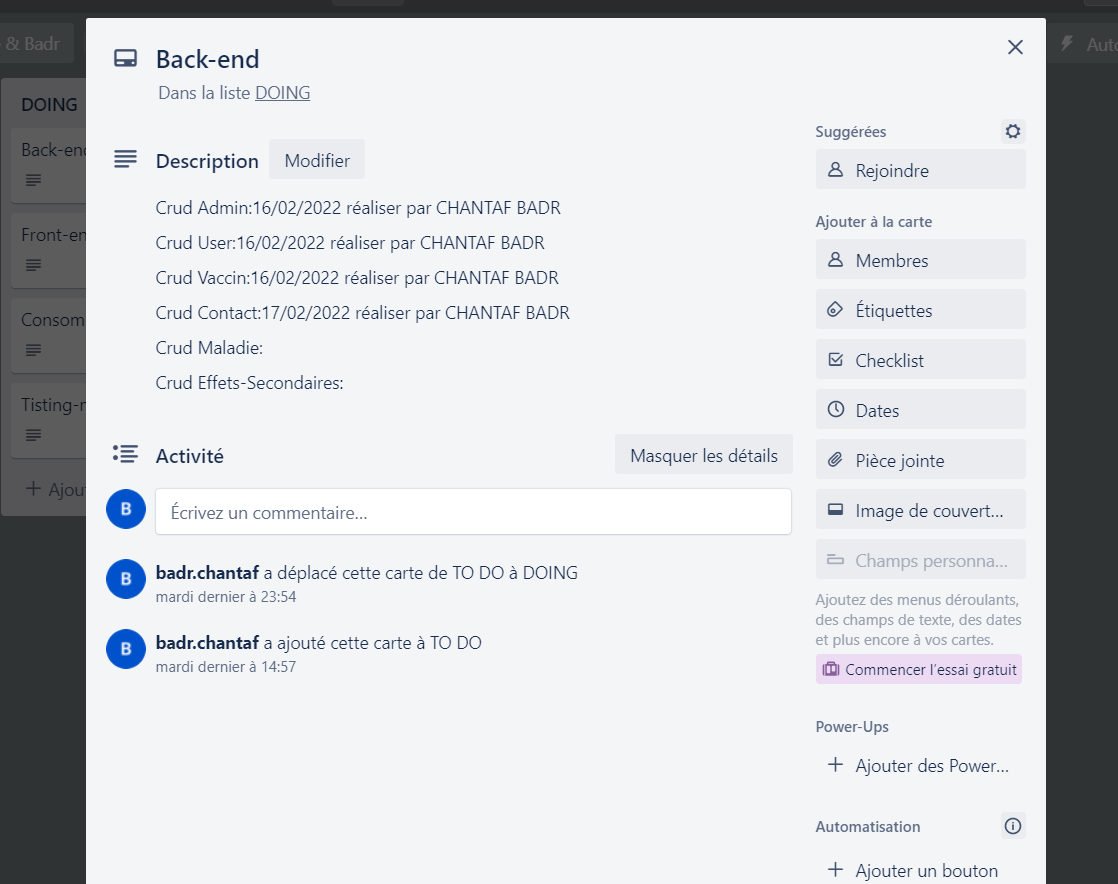 & Badr
Auto
DOING
Back-end
Front-en
Consom
Tisting-
Ajou
Back-end
Dans la liste DOING
Description
Modifier
Crud Admin:16/02/2022 réaliser par CHANTAF BADR
Crud User:16/02/2022 réaliser par CHANTAF BADR
Crud Vaccin:16/02/2022 réaliser par CHANTAF BADR
Crud Contact:17/02/2022 réaliser par CHANTAF BADR
Crud Maladie:
Crud Effets-Secondaires:
Activité
Masquer les détails
B
Écrivez un commentaire…
B
badr.chantaf a déplacé cette carte de TO DO à DOING
mardi dernier à 23:54
B
badr.chantaf a ajouté cette carte à TO DO
mardi dernier à 14:57
Suggérées
Rejoindre
Ajouter à la carte
Membres
Étiquettes
Checklist
Dates
Pièce jointe
Image de couvert...
Champs personna...
Ajoutez des menus déroulants,
des champs de texte, des dates
et plus encore à vos cartes.
Commencer l'essai gratuit
Power-Ups
Ajouter des Power...
Automatisation
Ajouter un bouton